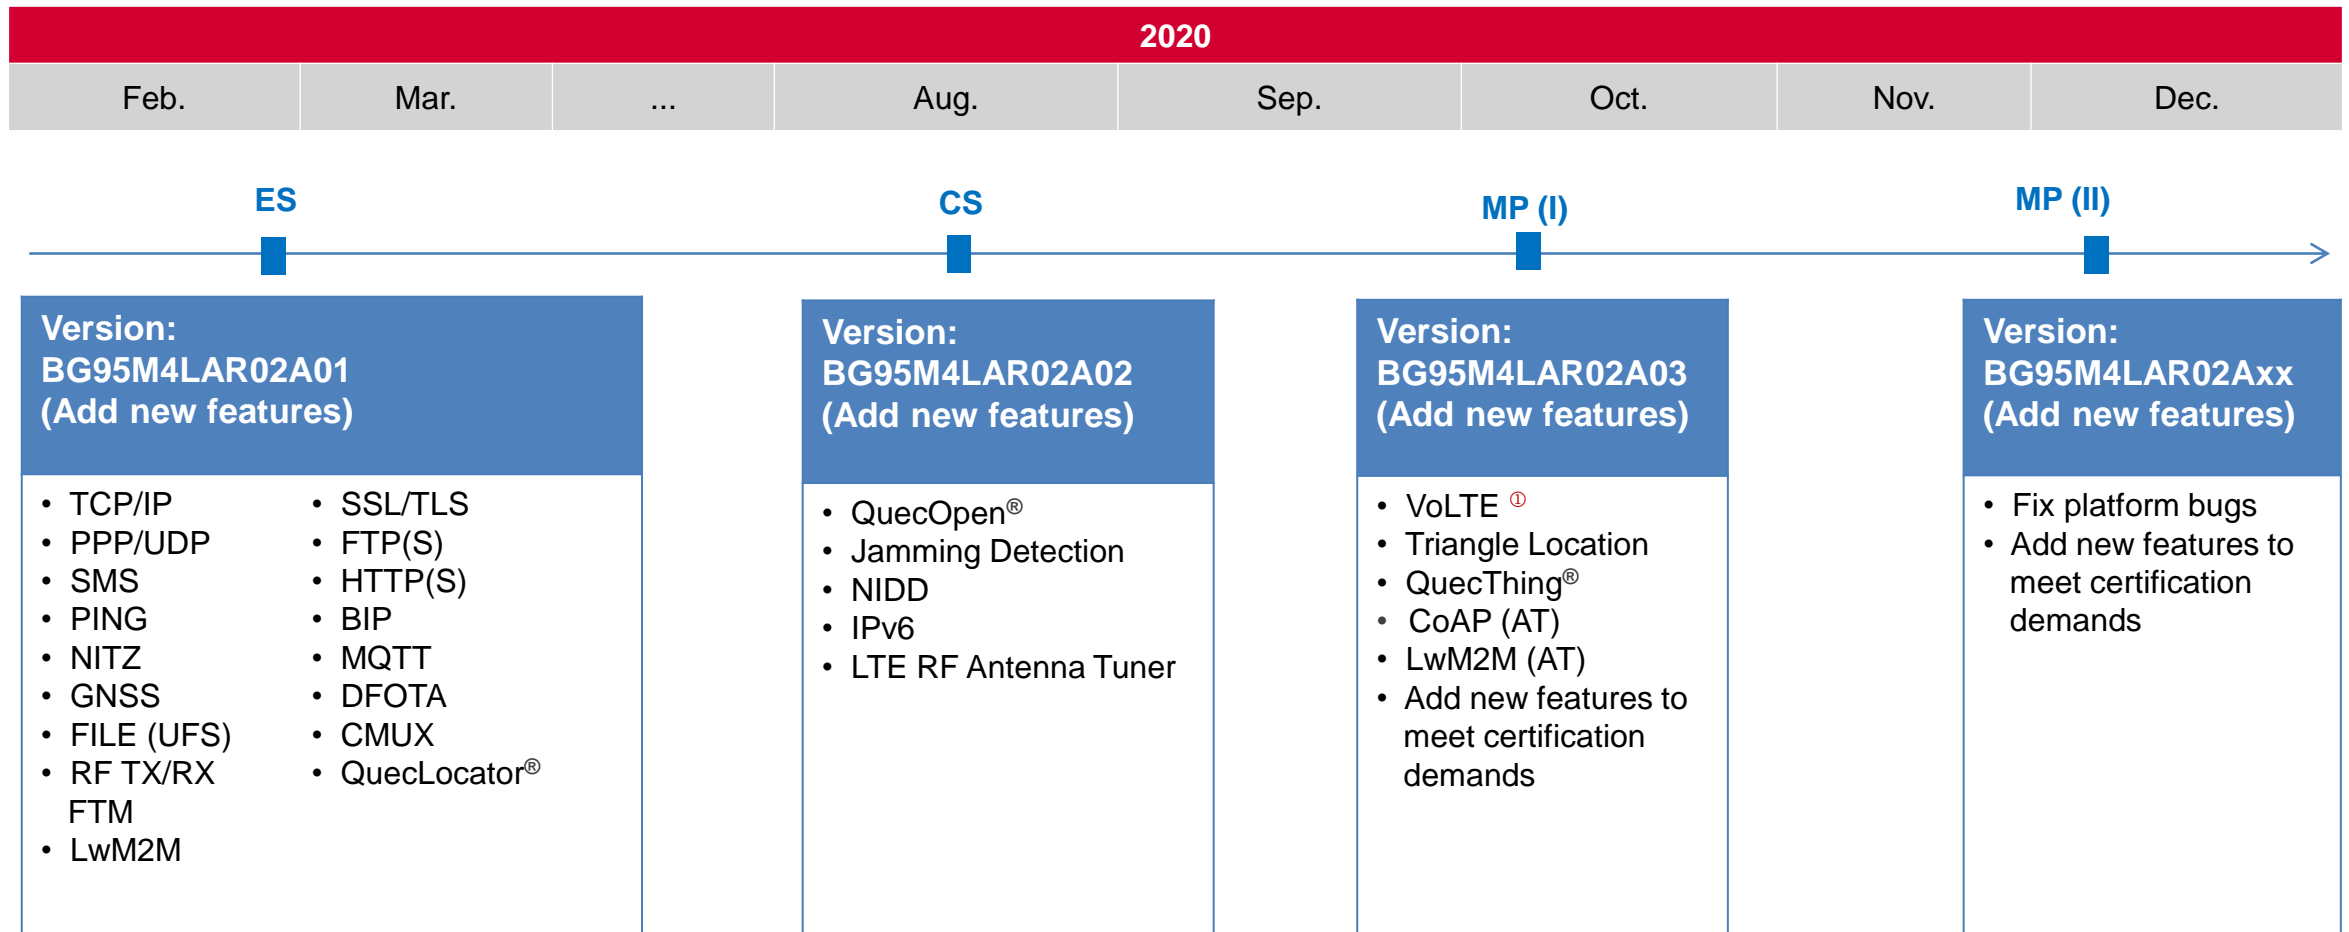 2020
Feb. Mar. ... Aug. Sep. Oct. Nov. Dec.
ES
CS
MP (I)
MP (II)
Version:
BG95M4LAR02A01
(Add new features)
• TCP/IP
• PPP/UDP
• SMS
• PING
• NITZ
• GNSS
• FILE (UFS)
• RF TX/RX
FTM
• LwM2M
• SSL/TLS
• FTP(S)
• HTTP(S)
• BIP
• MQTT
• DFOTA
• CMUX
• QuecLocator®
Version:
BG95M4LAR02A02
(Add new features)
• QuecOpen®
• Jamming Detection
• NIDD
• IPv6
• LTE RF Antenna Tuner
Version:
BG95M4LAR02A03
(Add new features)
• VoLTE ①
• Triangle Location
• QuecThing®
• CoAP (AT)
• LwM2M (AT)
• Add new features to
meet certification
demands
Version:
BG95M4LAR02Axx
(Add new features)
• Fix platform bugs
• Add new features to
meet certification
demands